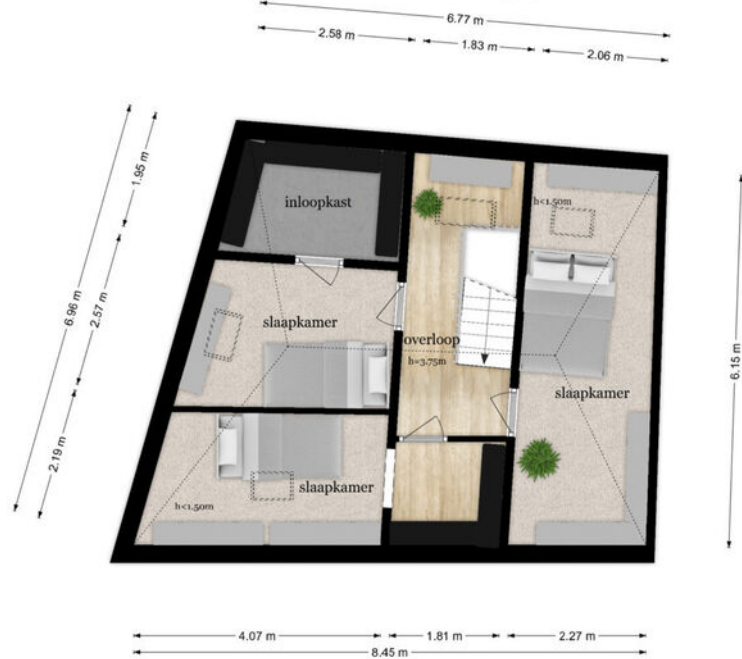 6.77 m
2.58 m
1.83 m
2.06 m
1.95 m
6.96 m
2.57 m
2.19 m
inloopkast
h<1.50m
slaapkamer
overloop
h=3.75m
slaapkamer
slaapkamer
h<1.50m
6.15 m
4.07 m
1.81 m
2.27 m
8.45 m